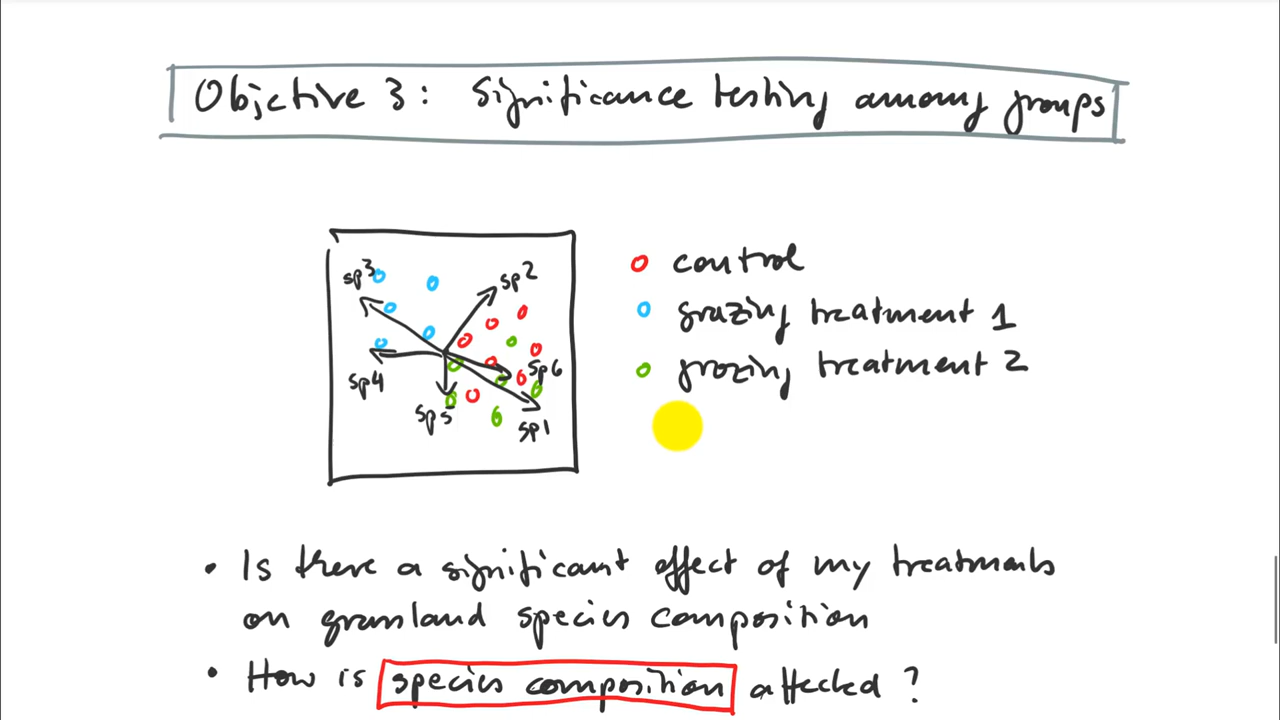 Objective 3: Significance testing among groups
sp3
sp2
sp4
sp5
sp6
sp1
control
grazing treatment 1
grazing treatment 2
• Is there a significant effect of my treatments
on grassland species composition
• How is species composition affected?